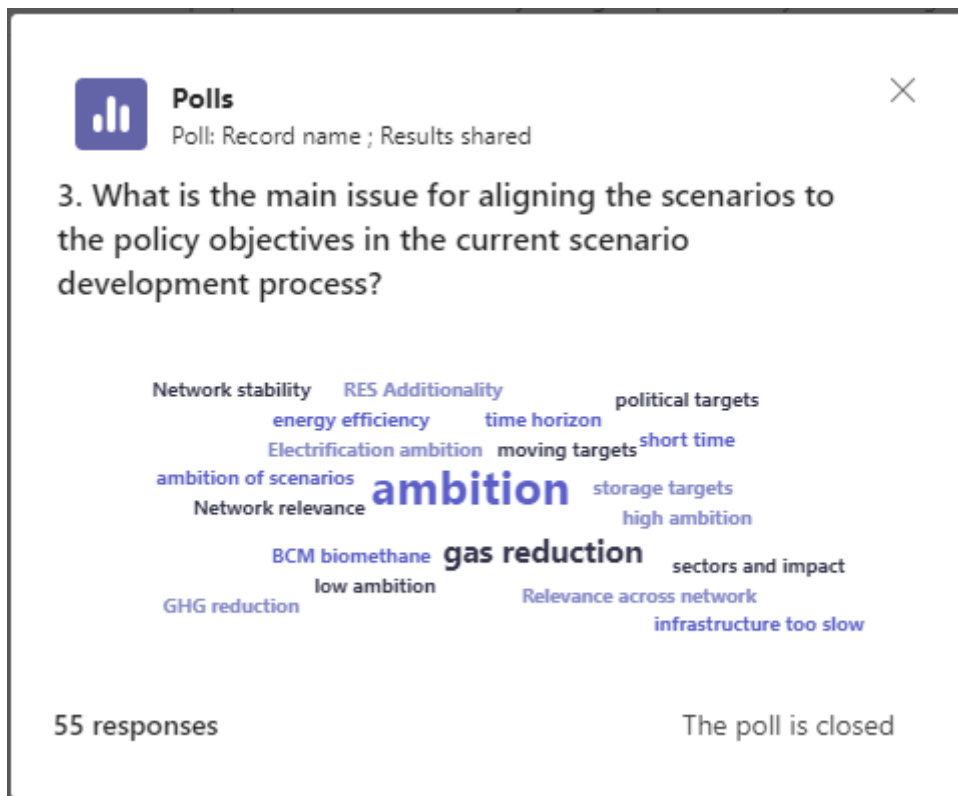 Polls
Poll: Record name ; Results shared
3. What is the main issue for aligning the scenarios to
the policy objectives in the current scenario
development process?
Network stability RES Additionality political targets
energy efficiency time horizon
Electrification ambition moving targets short time
ambition of scenarios ambition storage targets
Network relevance high ambition
BCM biomethane gas reduction sectors and impact
low ambition Relevance across network
GHG reduction infrastructure too slow
55 responses The poll is closed